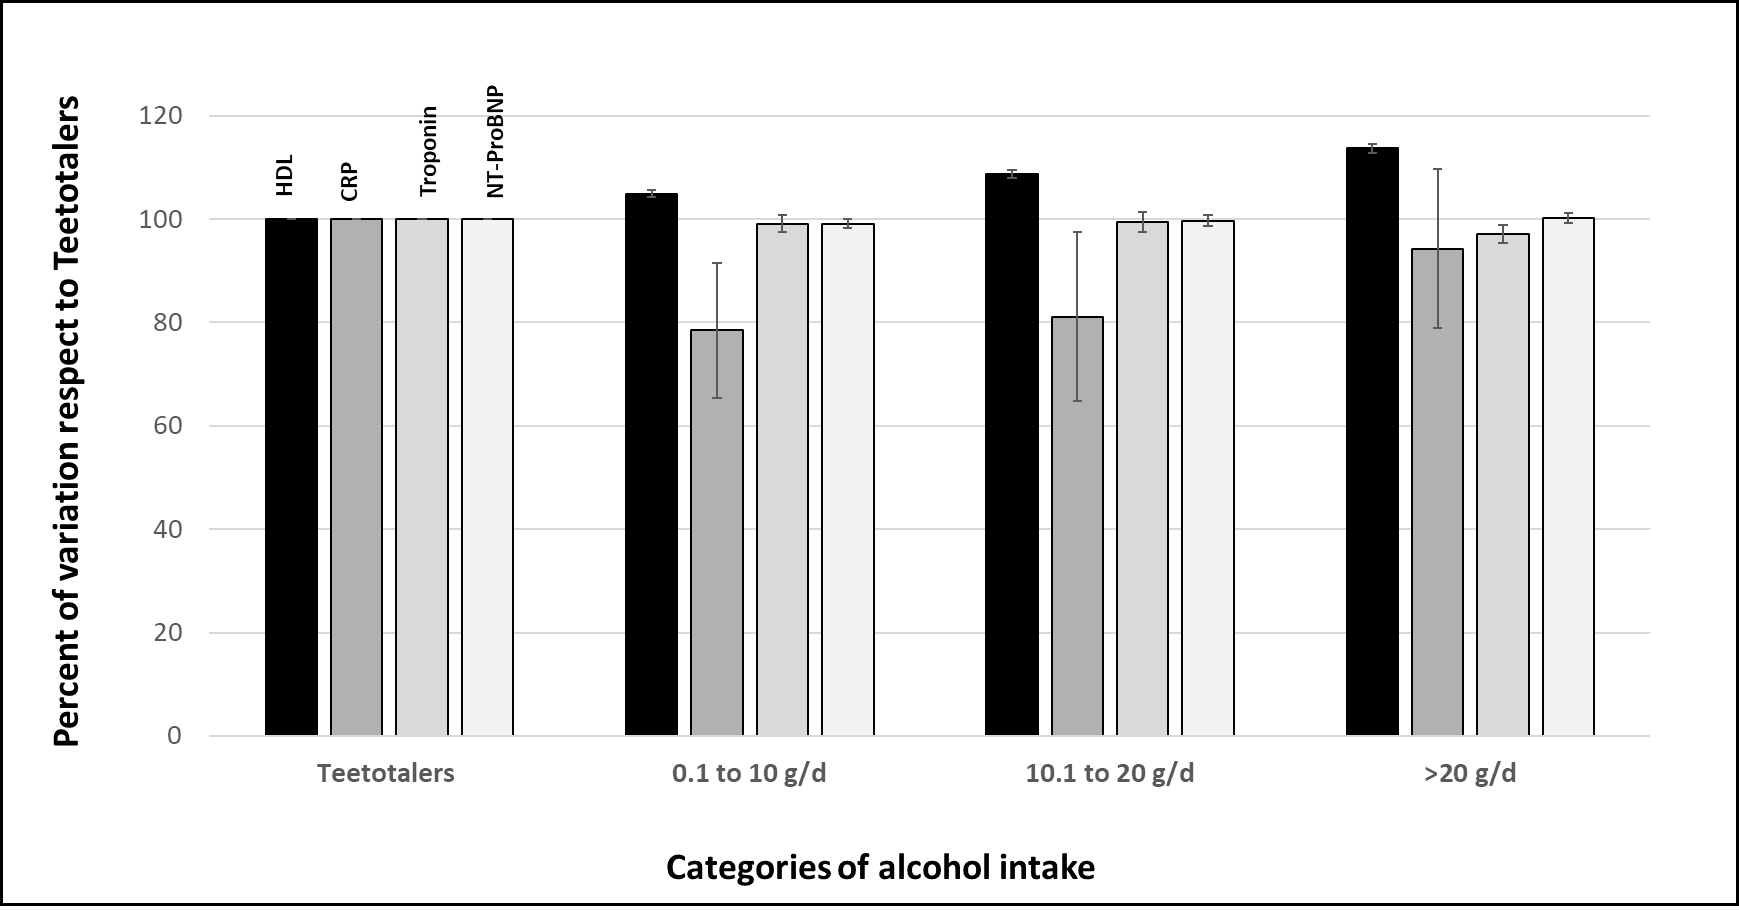 Percent of variation respect to Teetotalers
120
100
80
60
40
20
0
HDL
CRP
Troponin
NT-ProBNP
Teetotalers
0.1 to 10 g/d
10.1 to 20 g/d
>20 g/d
Categories of alcohol intake